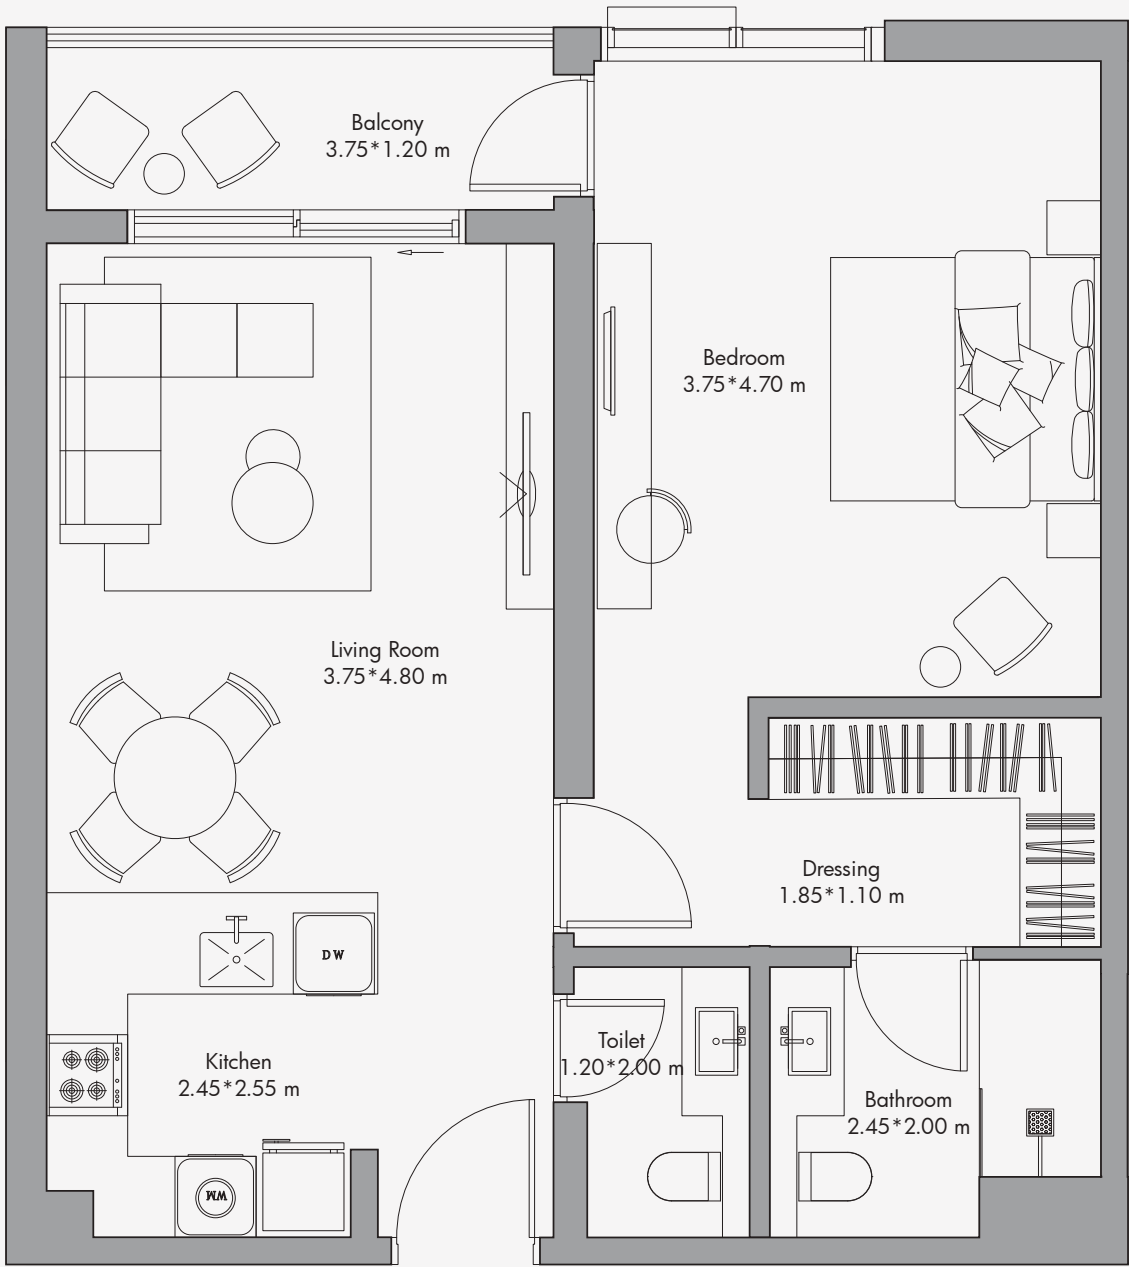 Balcony
3.75*1.20 m
Bedroom
3.75*4.70 m
Living Room
3.75*4.80 m
Dressing
1.85*1.10 m
DW
Kitchen
2.45*2.55 m
Toilet
1.20*2.00 m
Bathroom
2.45*2.00 m
WM